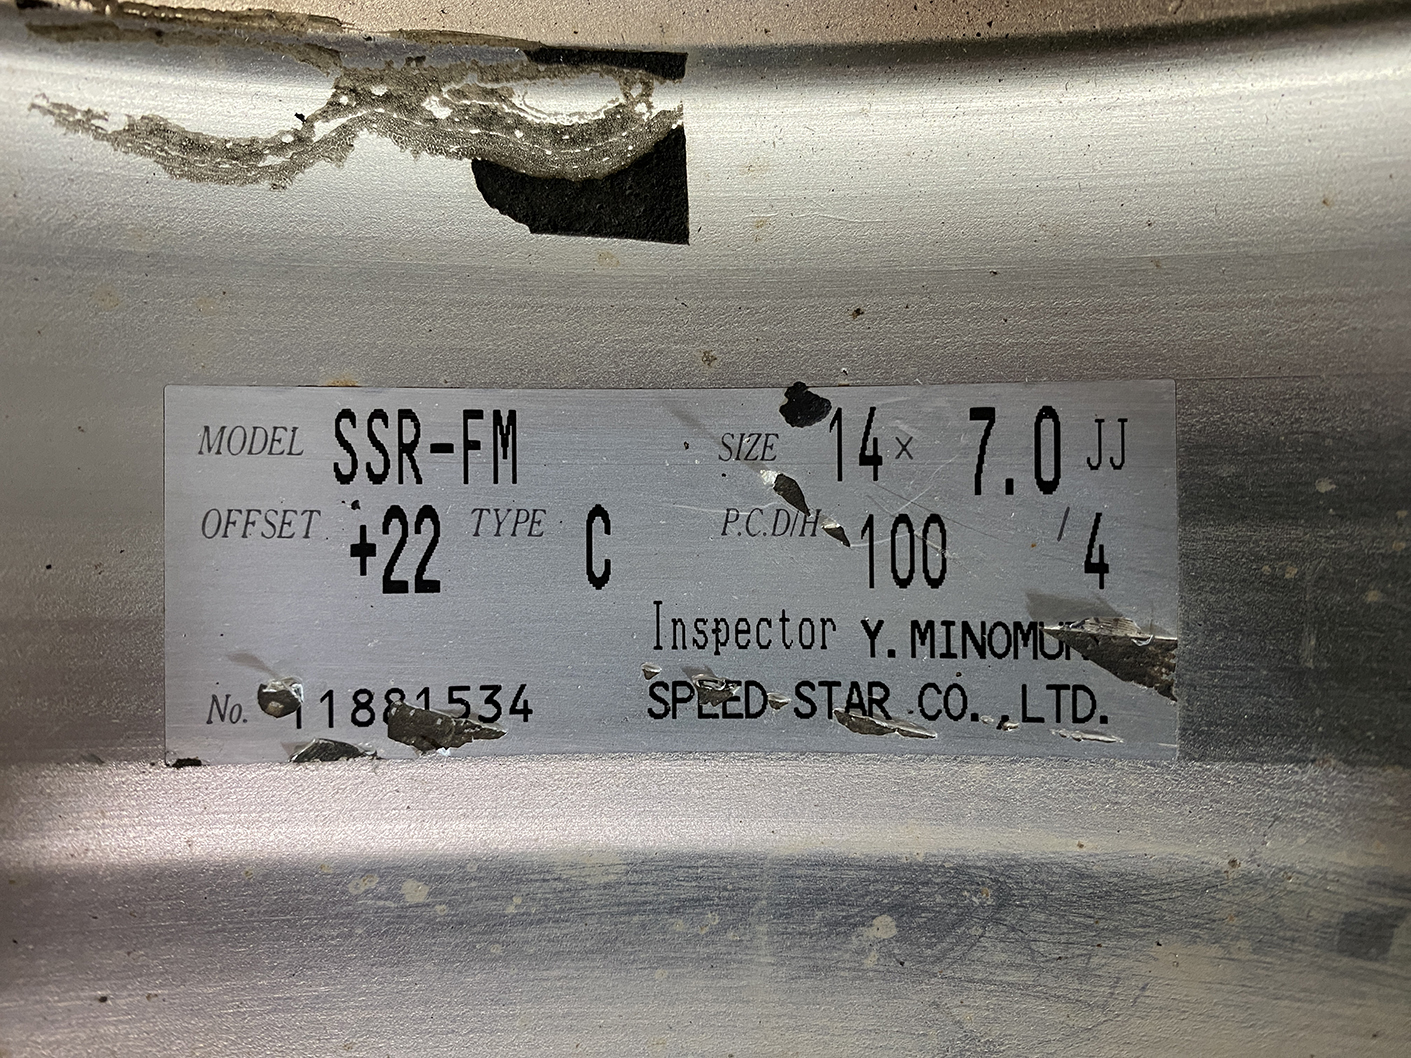 MODEL SSR-FM SIZE 14 × 7.0 JJ
OFFSET +22 TYPE C P.C.D/H 100 / 4
Inspector Y.
No. 11881534 SPEED STAR CO.,LTD.